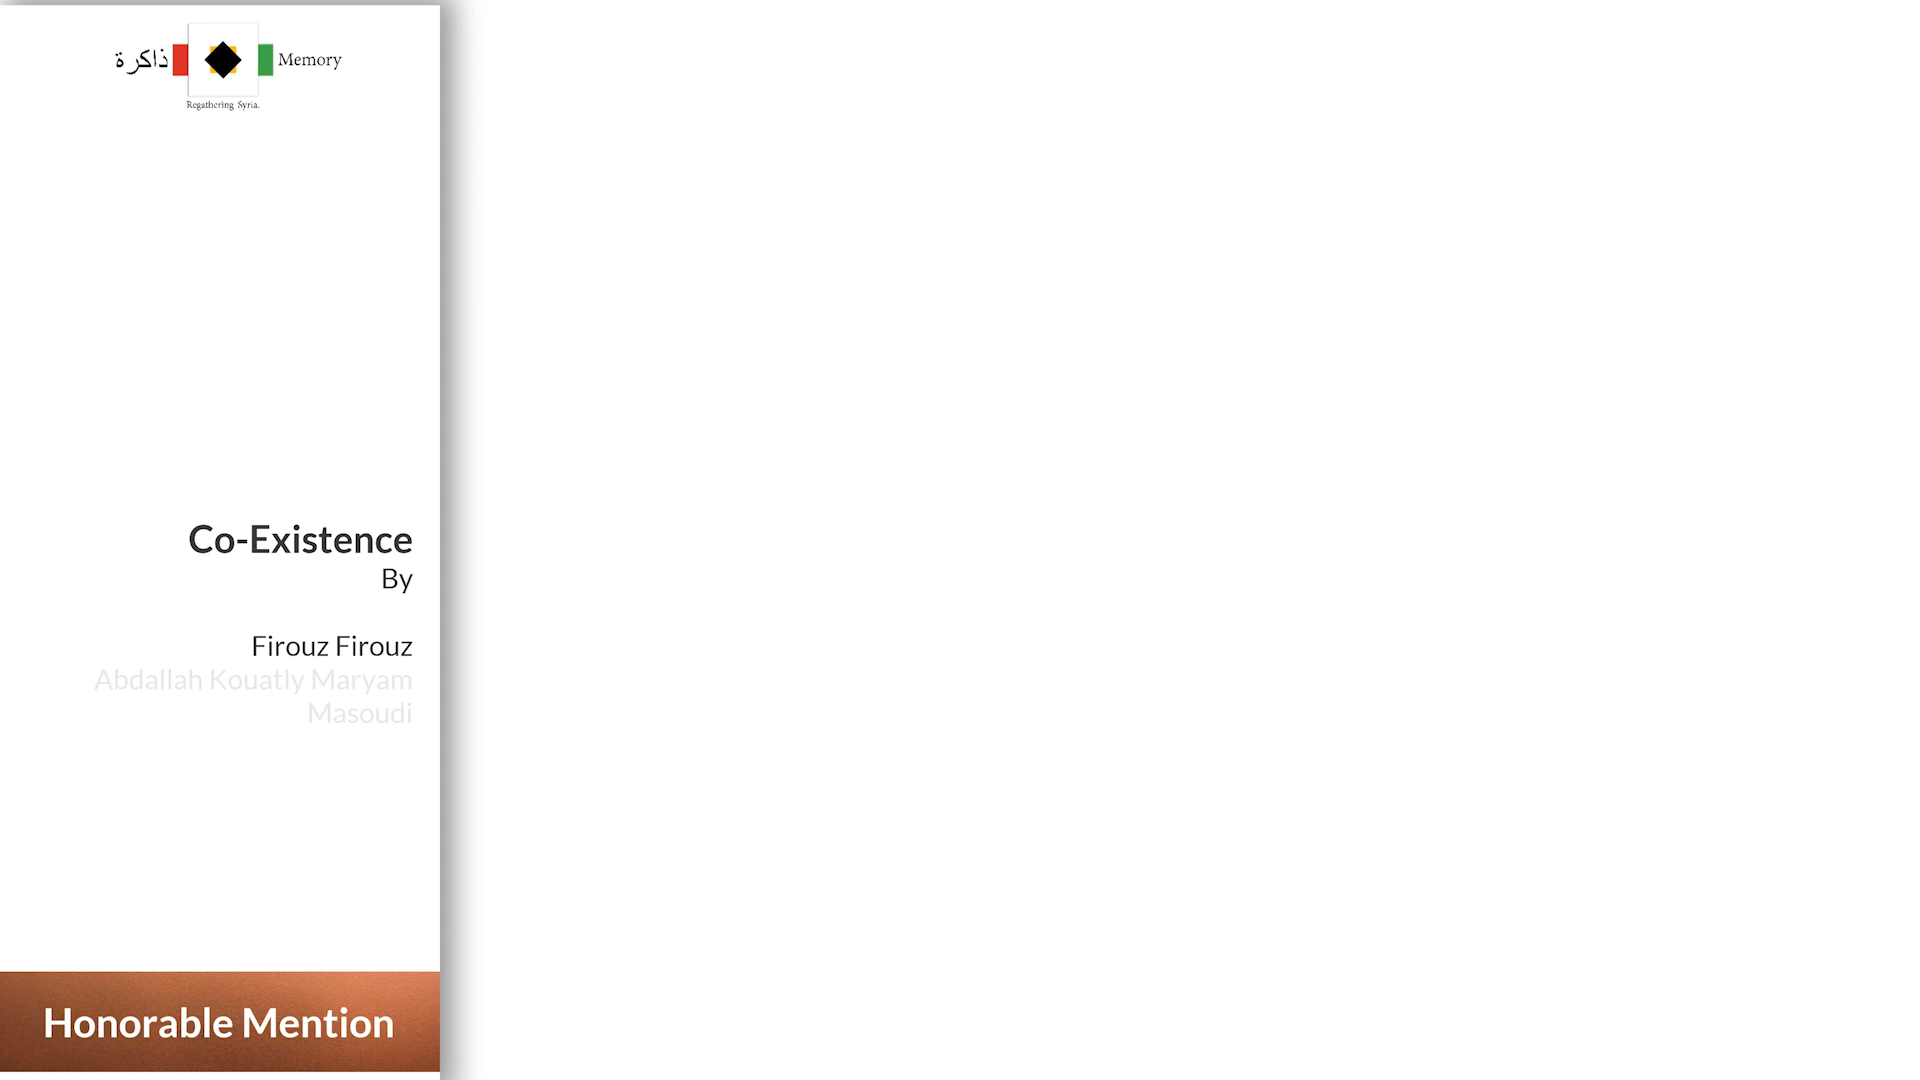 ذاكرة Memory
Regathering Syria.
Co-Existence
By
Firouz Firouz
Abdallah Kouatly Maryam
Masoudi
Honorable Mention